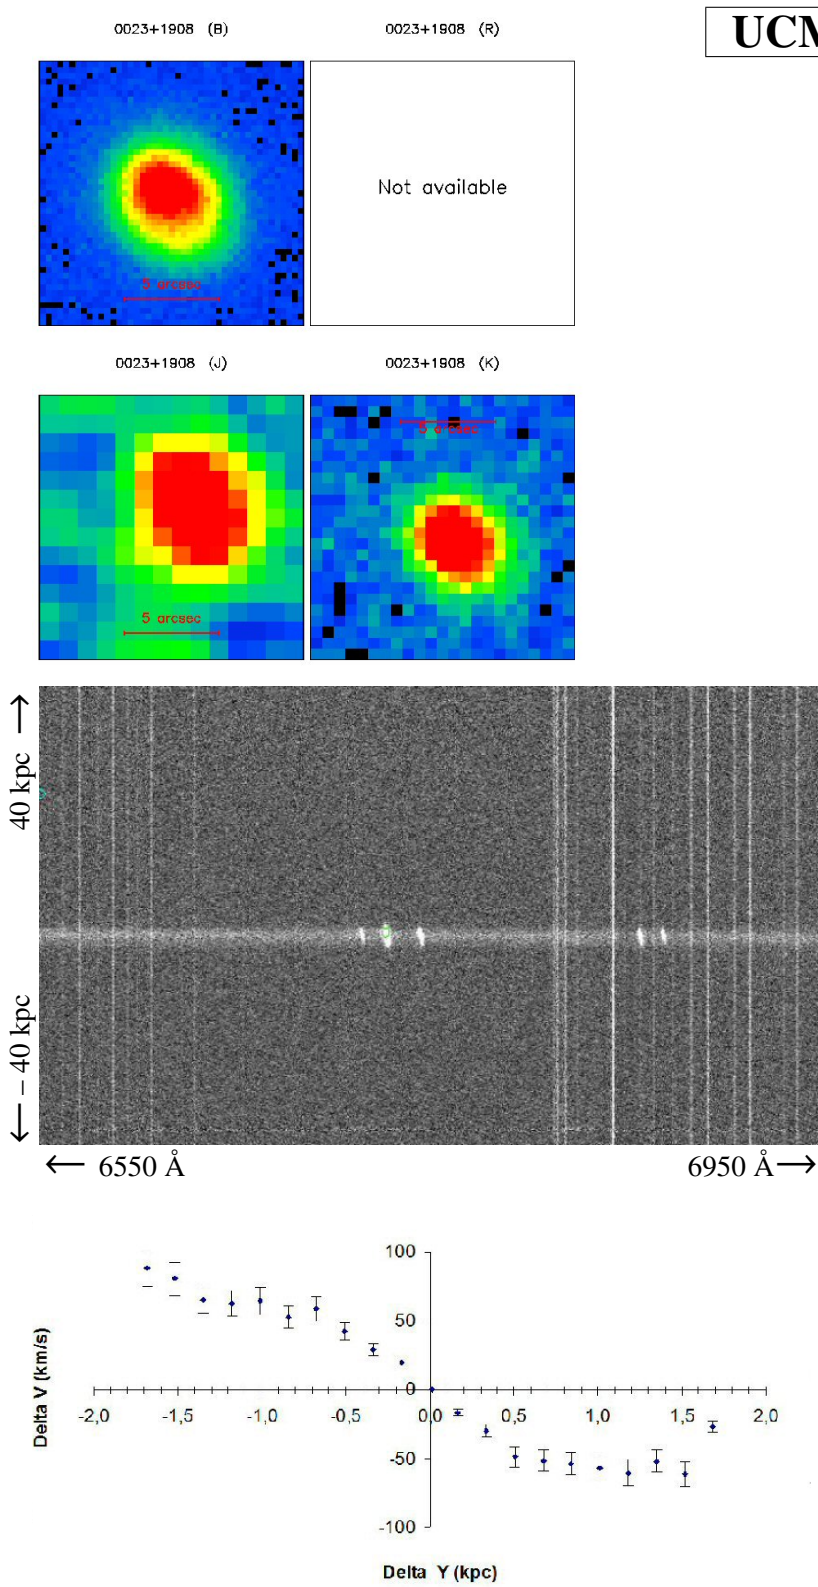 0023+1908 (B)
0023+1908 (R)
UCM
Not available
5 arcsec
0023+1908 (J)
0023+1908 (K)
5 arcsec
5 arcsec
40 kpc →
← − 40 kpc
← 6550 Å
6950 Å →
100
50
0
-2,0 -1,5 -1,0 -0,5 0,0 0,5 1,0 1,5 2,0
-50
-100
Delta V (km/s)
Delta Y (kpc)